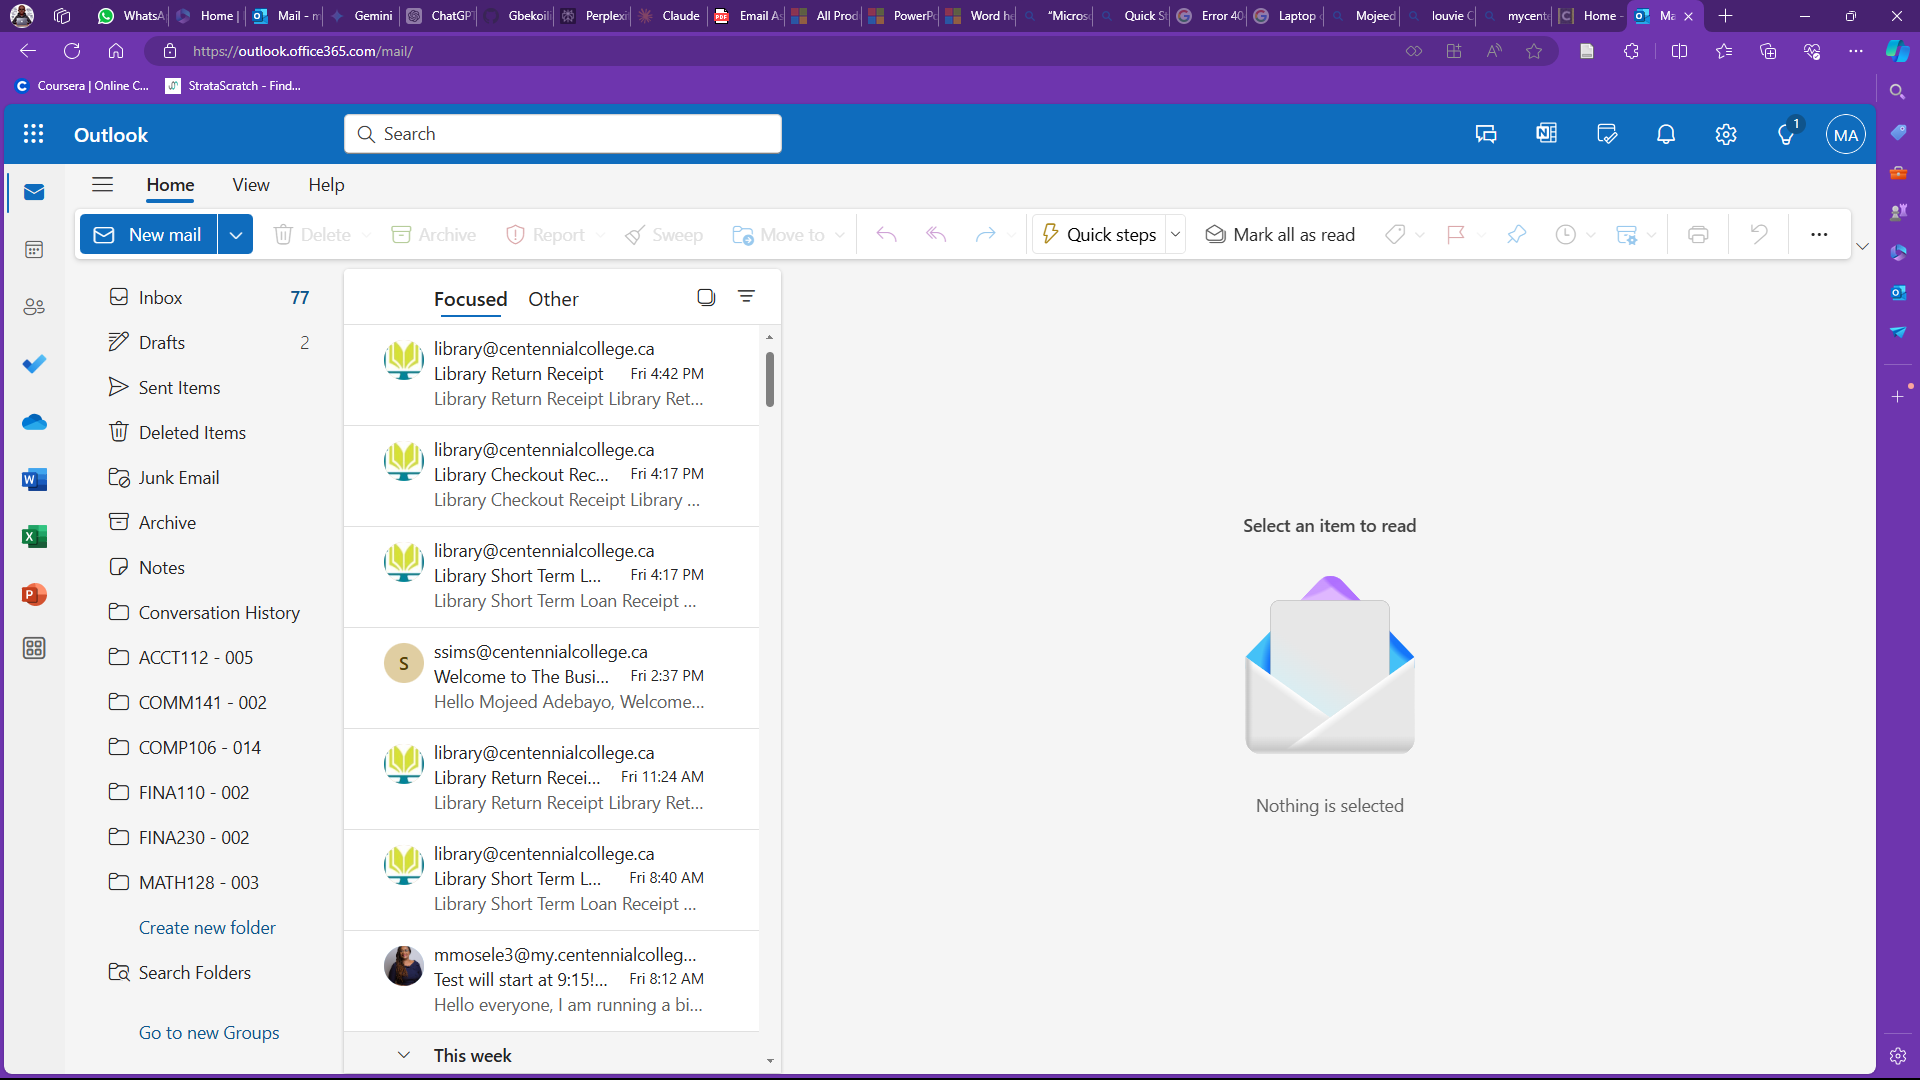 WhatsA
Home |
Mail - m
Gemini
ChatGP
Gbekoil
Perplexi
Claude
Email As
All Prod
PowerPo
Word he
"Micros
Quick St
Error 40
Laptop
Mojeed
louvie C
mycente
Home -
Ma
https://outlook.office365.com/mail/
Coursera | Online C...
StrataScratch - Find...
Outlook
Search
1
MA
Home View Help
New mail
Delete
Archive
Report
Sweep
Move to
Quick steps
Mark all as read
Inbox 77
Drafts 2
Sent Items
Deleted Items
Junk Email
Archive
Notes
Conversation History
ACCT112 - 005
COMM141 - 002
COMP106 - 014
FINA110 - 002
FINA230 - 002
MATH128 - 003
Create new folder
Search Folders
Go to new Groups
Focused Other
library@centennialcollege.ca
Library Return Receipt Fri 4:42 PM
Library Return Receipt Library Ret...
library@centennialcollege.ca
Library Checkout Rec... Fri 4:17 PM
Library Checkout Receipt Library ...
library@centennialcollege.ca
Library Short Term L... Fri 4:17 PM
Library Short Term Loan Receipt ...
S
ssims@centennialcollege.ca
Welcome to The Busi... Fri 2:37 PM
Hello Mojeed Adebayo, Welcome...
library@centennialcollege.ca
Library Return Recei... Fri 11:24 AM
Library Return Receipt Library Ret...
library@centennialcollege.ca
Library Short Term L... Fri 8:40 AM
Library Short Term Loan Receipt ...
mmosele3@my.centennialcolleg...
Test will start at 9:15!... Fri 8:12 AM
Hello everyone, I am running a bi...
This week
Select an item to read
Nothing is selected